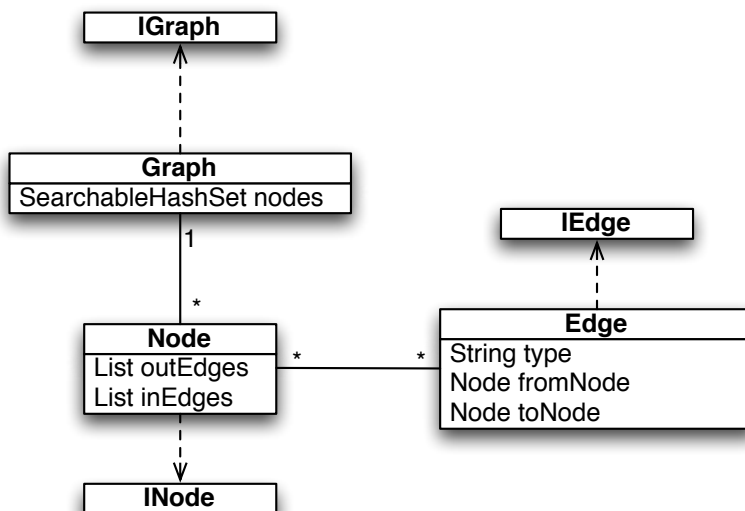 IGraph
Graph
SearchableHashSet nodes
1
*
IEdge
Node
List outEdges
List inEdges
*
*
Edge
String type
Node fromNode
Node toNode
INode